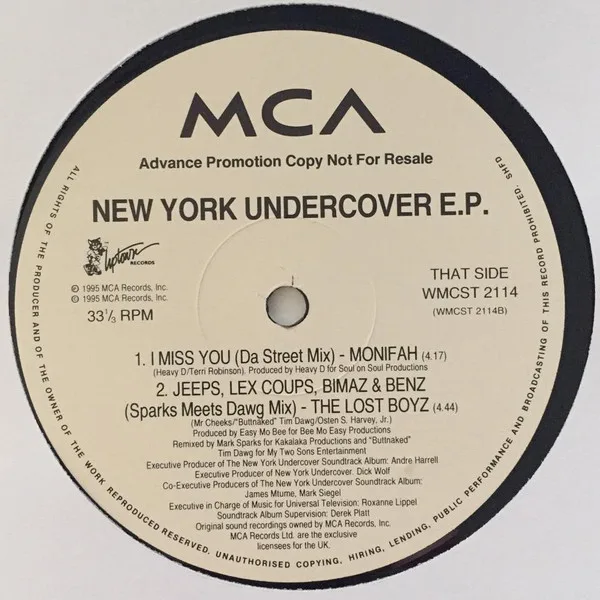 MCA
Advance Promotion Copy Not For Resale
NEW YORK UNDERCOVER E.P.
Uptown
RECORDS
℗ 1995 MCA Records, Inc.
© 1995 MCA Records, Inc.
33 1/3 RPM
THAT SIDE
WMCST 2114
(WMCST 2114B)
1. I MISS YOU (Da Street Mix) - MONIFAH (4.17)
(Heavy D/Terri Robinson). Produced by Heavy D for Soul on Soul Productions
2. JEEPS, LEX COUPS, BIMAZ & BENZ
(Sparks Meets Dawg Mix) - THE LOST BOYZ (4.44)
(Mr Cheeks/"Buttnaked" Tim Dawg/Osten S. Harvey, Jr.)
Produced by Easy Mo Bee for Bee Mo Easy Productions
Remixed by Mark Sparks for Kakalaka Productions and "Buttnaked"
Tim Dawg for My Two Sons Entertainment
Executive Producer of The New York Undercover Soundtrack Album: Andre Harrell
Executive Producer of New York Undercover. Dick Wolf
Co-Executive Producers of The New York Undercover Soundtrack Album:
James Mtume, Mark Siegel
Executive in Charge of Music for Universal Television: Roxanne Lippel
Soundtrack Album Supervision: Derek Platt
Original sound recordings owned by MCA Records, Inc.
MCA Records Ltd. are the exclusive
licensees for the UK.
ALL RIGHTS OF THE PRODUCER AND OF THE OWNER OF THE WORK REPRODUCED RESERVED. UNAUTHORISED COPYING, HIRING, LENDING, PUBLIC PERFORMANCE AND BROADCASTING OF THIS RECORD PROHIBITED. SHFD